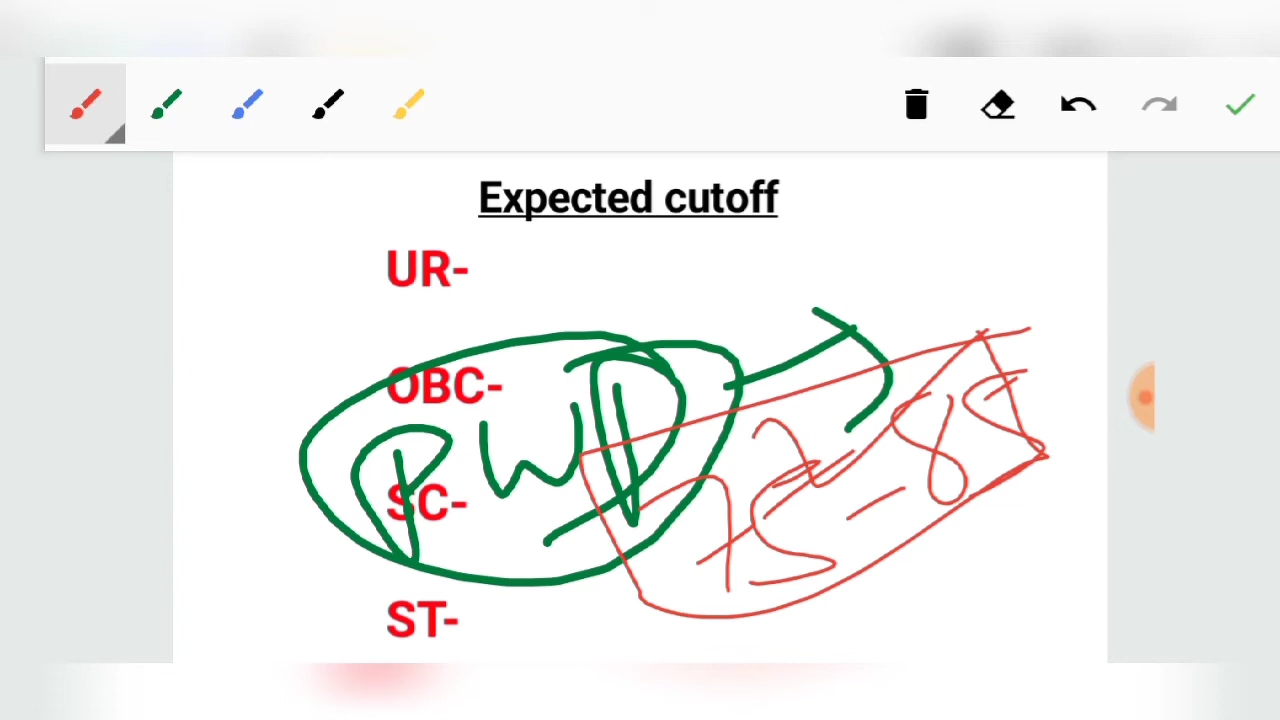 Expected cutoff
UR-
OBC-
PWD
SC-
75 - 85
ST-